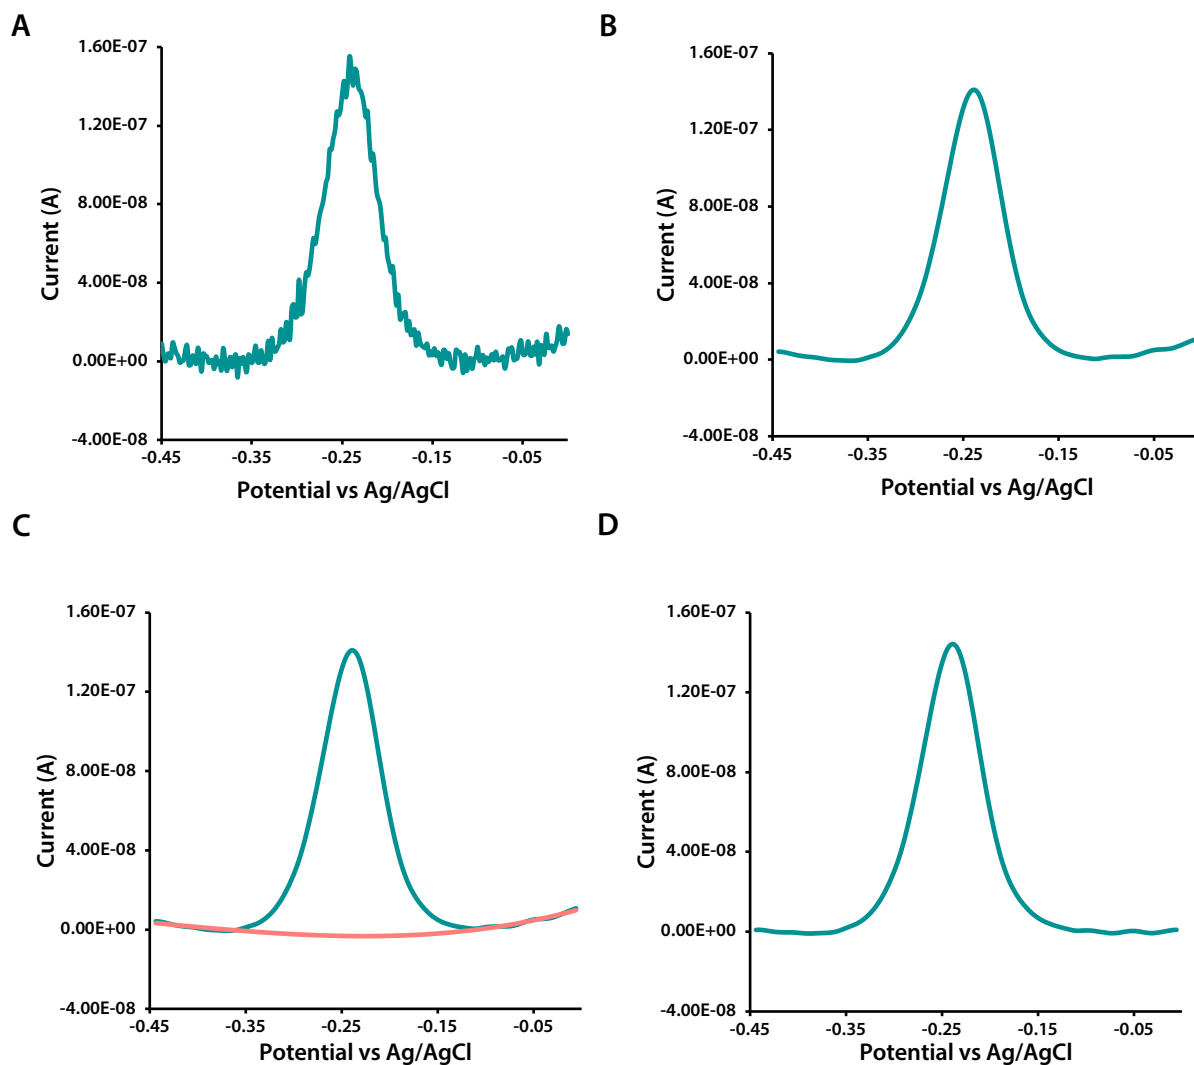 A
1.60E-07
1.20E-07
8.00E-08
4.00E-08
0.00E+00
-4.00E-08
-0.45
-0.35
-0.25
-0.15
-0.05
Current (A)
Potential vs Ag/AgCl
B
1.60E-07
1.20E-07
8.00E-08
4.00E-08
0.00E+00
-4.00E-08
-0.45
-0.35
-0.25
-0.15
-0.05
Current (A)
Potential vs Ag/AgCl
C
1.60E-07
1.20E-07
8.00E-08
4.00E-08
0.00E+00
-4.00E-08
-0.45
-0.35
-0.25
-0.15
-0.05
Current (A)
Potential vs Ag/AgCl
D
1.60E-07
1.20E-07
8.00E-08
4.00E-08
0.00E+00
-4.00E-08
-0.45
-0.35
-0.25
-0.15
-0.05
Current (A)
Potential vs Ag/AgCl